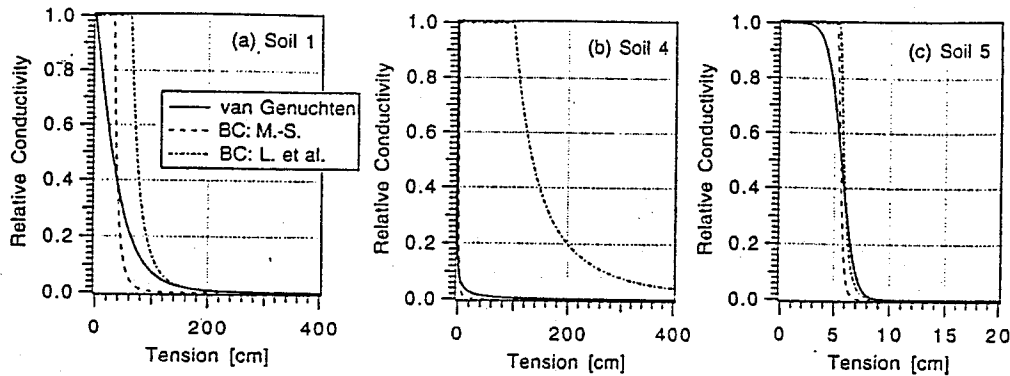 (a) Soil 1
(b) Soil 4
(c) Soil 5
van Genuchten
BC: M.-S.
BC: L. et al.
Relative Conductivity
1.0
0.8
0.6
0.4
0.2
0.0
0
200
400
Tension [cm]
Relative Conductivity
1.0
0.8
0.6
0.4
0.2
0.0
0
200
400
Tension [cm]
Relative Conductivity
1.0
0.8
0.6
0.4
0.2
0.0
0
5
10
15
20
Tension [cm]